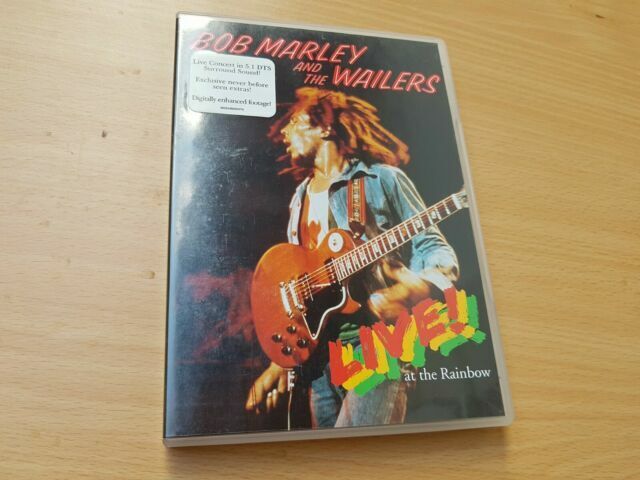 BOB MARLEY
AND
THE WAILERS
Live Concert in 5.1 DTS
Surround Sound!
Exclusive never before
seen extras!
Digitally enhanced footage!
LIVE!
at the Rainbow